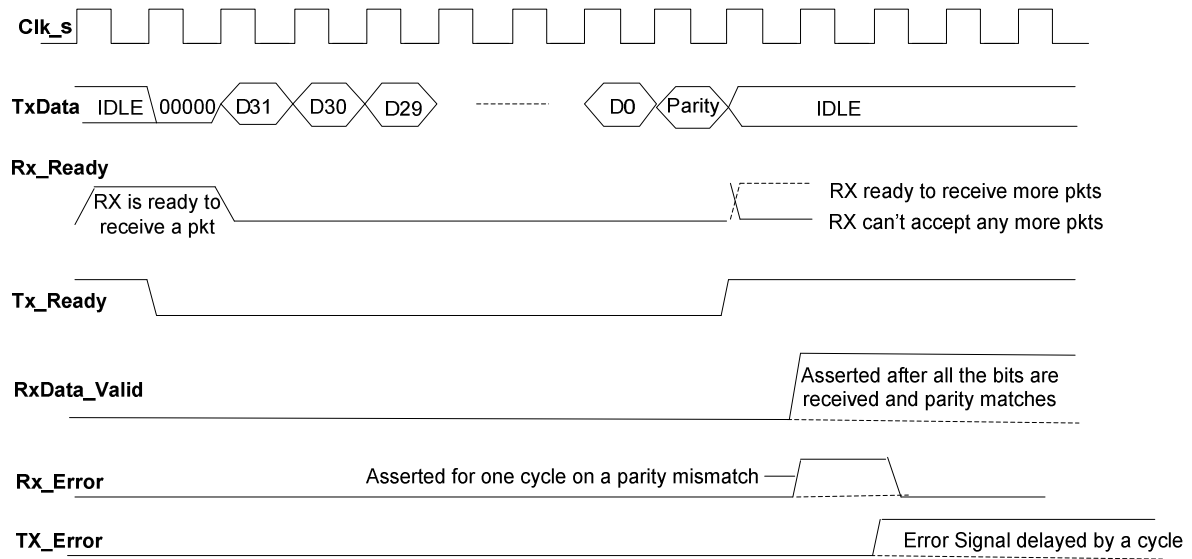 Clk_s
TxData IDLE 00000 D31 D30 D29 D0 Parity IDLE
Rx_Ready
RX is ready to
receive a pkt
RX ready to receive more pkts
RX can't accept any more pkts
Tx_Ready
RxData_Valid
Asserted after all the bits are
received and parity matches
Rx_Error
Asserted for one cycle on a parity mismatch
TX_Error
Error Signal delayed by a cycle